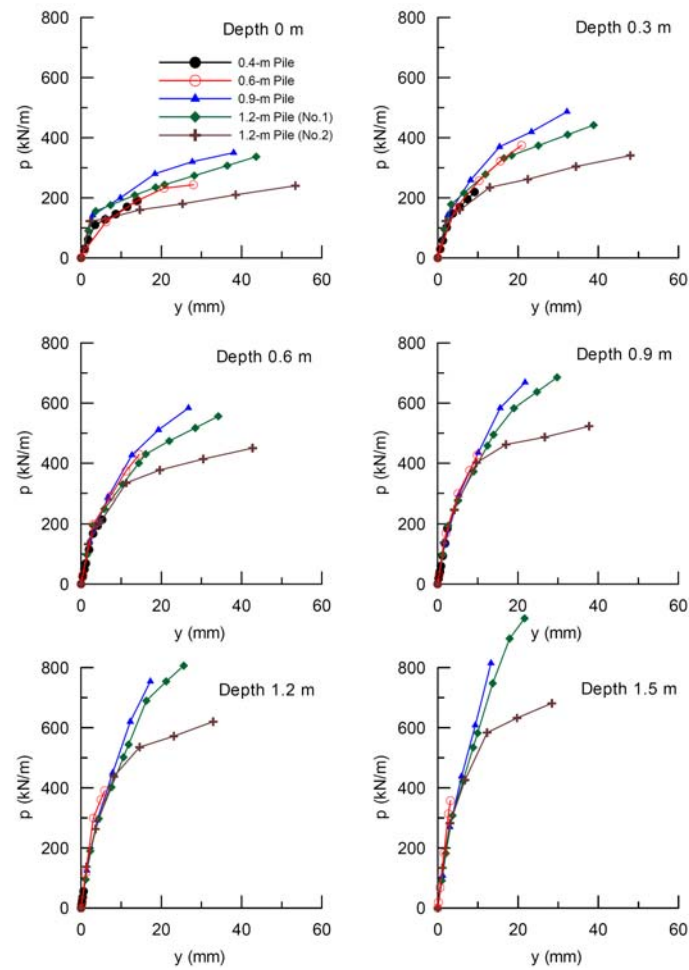 800
Depth 0 m
600
0.4-m Pile
0.6-m Pile
0.9-m Pile
1.2-m Pile (No.1)
1.2-m Pile (No.2)
400
200
0
p (kN/m)
0 20 40 60
y (mm)
800
Depth 0.3 m
600
400
200
0
p (kN/m)
0 20 40 60
y (mm)
800
Depth 0.6 m
600
400
200
0
p (kN/m)
0 20 40 60
y (mm)
800
Depth 0.9 m
600
400
200
0
p (kN/m)
0 20 40 60
y (mm)
800
Depth 1.2 m
600
400
200
0
p (kN/m)
0 20 40 60
y (mm)
800
Depth 1.5 m
600
400
200
0
p (kN/m)
0 20 40 60
y (mm)